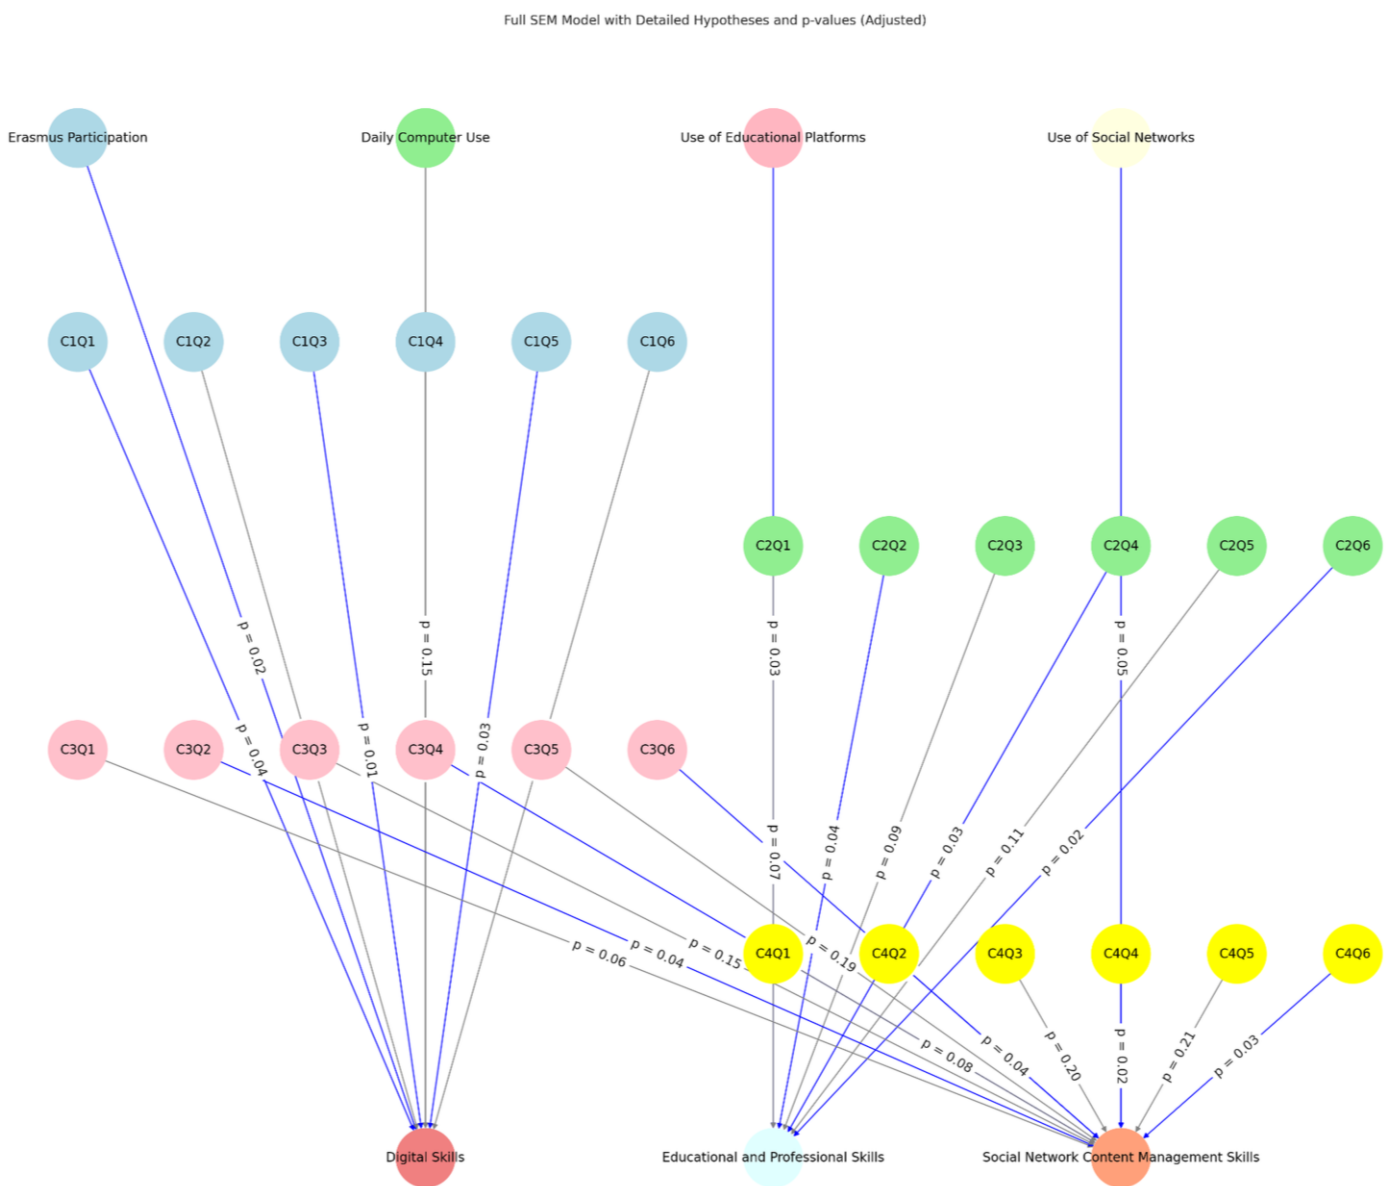 Full SEM Model with Detailed Hypotheses and p-values (Adjusted)
Erasmus Participation
Daily Computer Use
Use of Educational Platforms
Use of Social Networks
C1Q1
C1Q2
C1Q3
C1Q4
C1Q5
C1Q6
C2Q1
C2Q2
C2Q3
C2Q4
C2Q5
C2Q6
p = 0.02
p = 0.15
p = 0.03
p = 0.05
C3Q1
C3Q2
C3Q3
C3Q4
C3Q5
C3Q6
p = 0.04
p = 0.01
p = 0.03
p = 0.07
p = 0.04
p = 0.09
p = 0.03
p = 0.11
p = 0.02
p = 0.06
p = 0.04
p = 0.15
p = 0.19
C4Q1
C4Q2
C4Q3
C4Q4
C4Q5
C4Q6
p = 0.08
p = 0.04
p = 0.20
p = 0.02
p = 0.21
p = 0.03
Digital Skills
Educational and Professional Skills
Social Network Content Management Skills